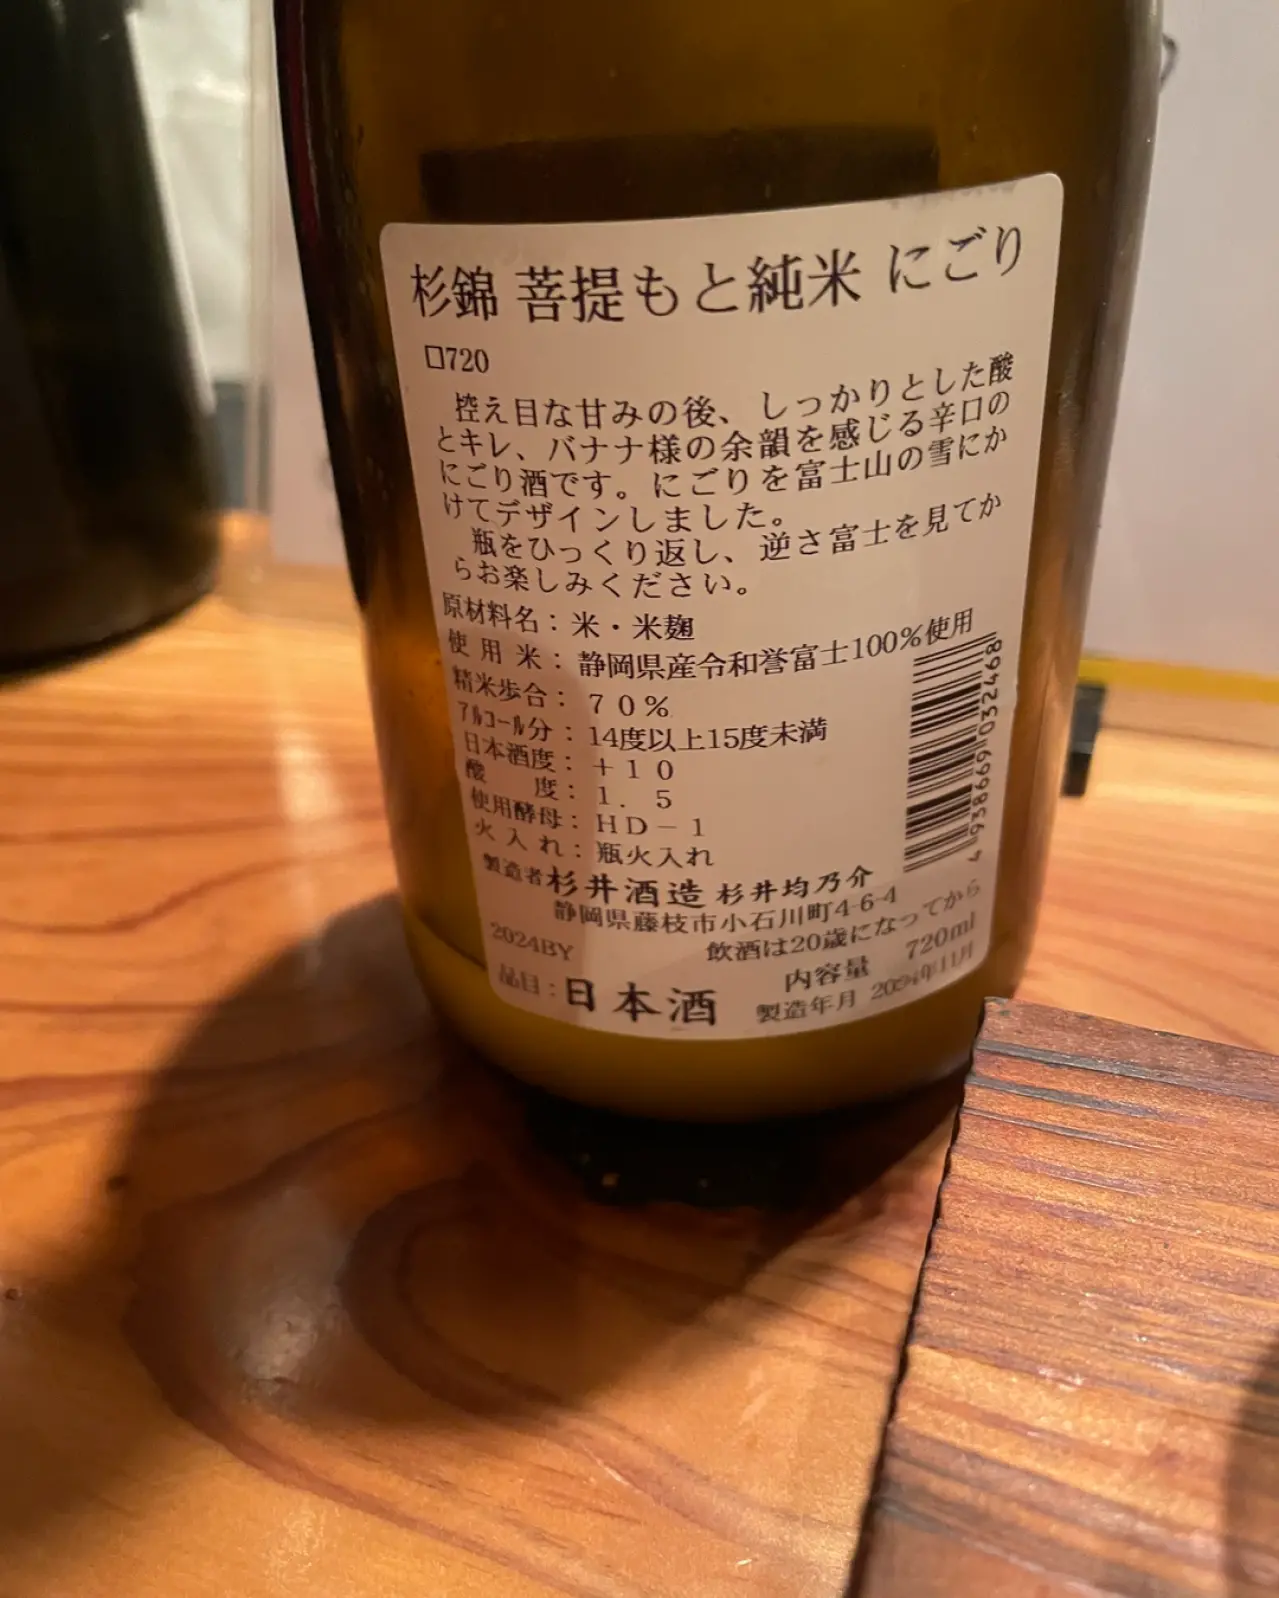 杉錦 菩提もと純米 にごり
□720
控え目な甘みの後、しっかりとした酸
とキレ、バナナ様の余韻を感じる辛口の
にごり酒です。にごりを富士山の雪にか
けてデザインしました。
瓶をひっくり返し、逆さ富士を見てか
らお楽しみください。
原材料名：米・米麹
使用米：静岡県産令和誉富士100%使用
精米歩合：７０%
ｱﾙｺｰﾙ分：14度以上15度未満
日本酒度：＋１０
酸度：１．５
使用酵母：ＨＤ－１
火入れ：瓶火入れ
製造者 杉井酒造 杉井均乃介
静岡県藤枝市小石川町4-6-4
2024BY 飲酒は20歳になってから
内容量 720ml
品目：日本酒 製造年月 2024年11月
4 938669 032468